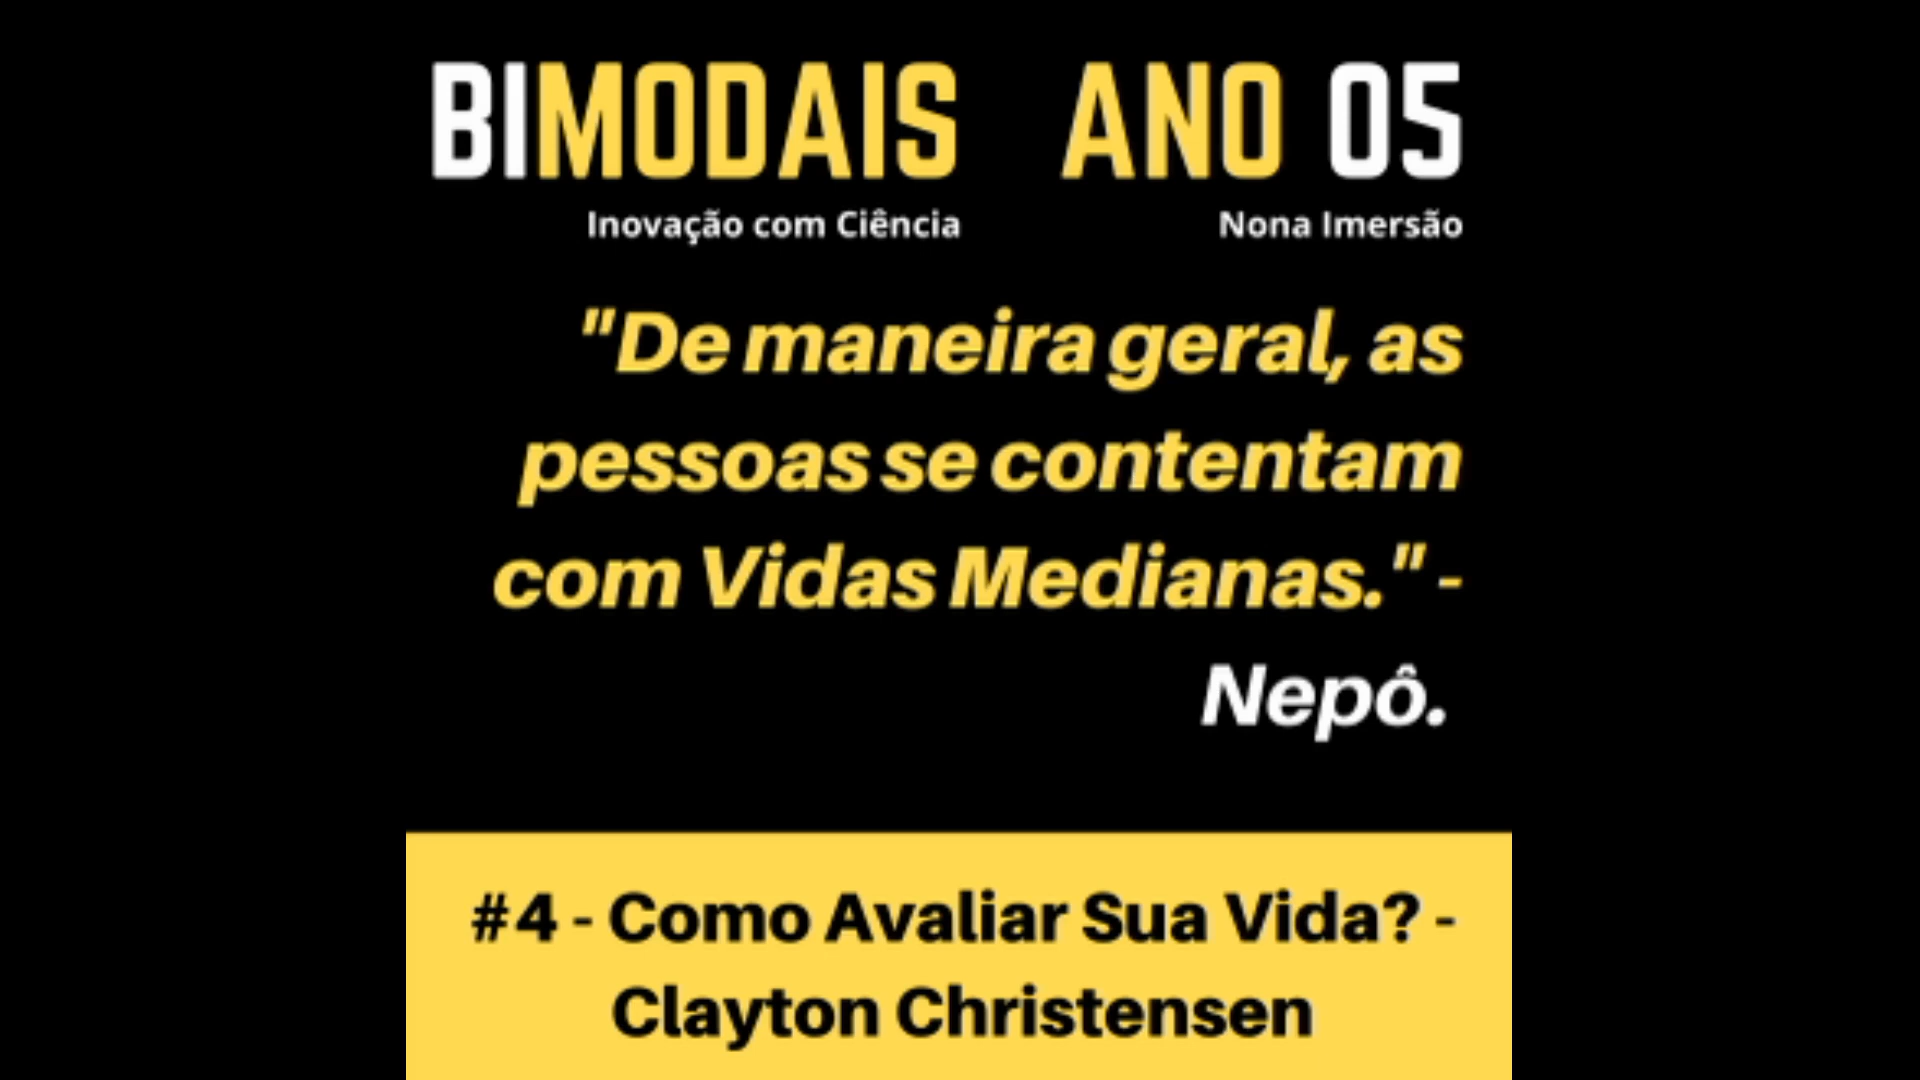 BIMODAIS ANO 05
Inovação com Ciência Nona Imersão
"De maneira geral, as
pessoas se contentam
com Vidas Medianas." -
Nepô.
#4 - Como Avaliar Sua Vida? -
Clayton Christensen